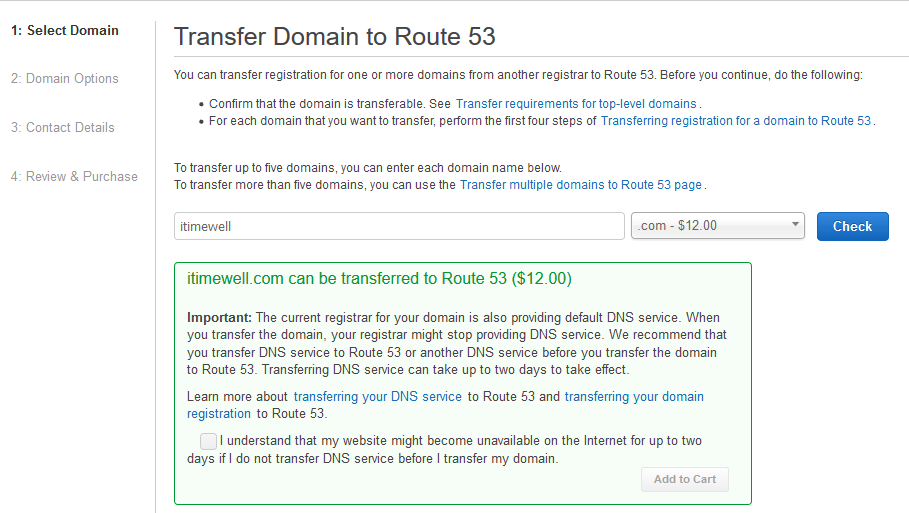 1: Select Domain
2: Domain Options
3: Contact Details
4: Review & Purchase
Transfer Domain to Route 53
You can transfer registration for one or more domains from another registrar to Route 53. Before you continue, do the following:
• Confirm that the domain is transferable. See Transfer requirements for top-level domains .
• For each domain that you want to transfer, perform the first four steps of Transferring registration for a domain to Route 53 .
To transfer up to five domains, you can enter each domain name below.
To transfer more than five domains, you can use the Transfer multiple domains to Route 53 page .
itimewell
.com - $12.00
Check
itimewell.com can be transferred to Route 53 ($12.00)
Important: The current registrar for your domain is also providing default DNS service. When
you transfer the domain, your registrar might stop providing DNS service. We recommend that
you transfer DNS service to Route 53 or another DNS service before you transfer the domain
to Route 53. Transferring DNS service can take up to two days to take effect.
Learn more about transferring your DNS service to Route 53 and transferring your domain
registration to Route 53.
I understand that my website might become unavailable on the Internet for up to two
days if I do not transfer DNS service before I transfer my domain.
Add to Cart